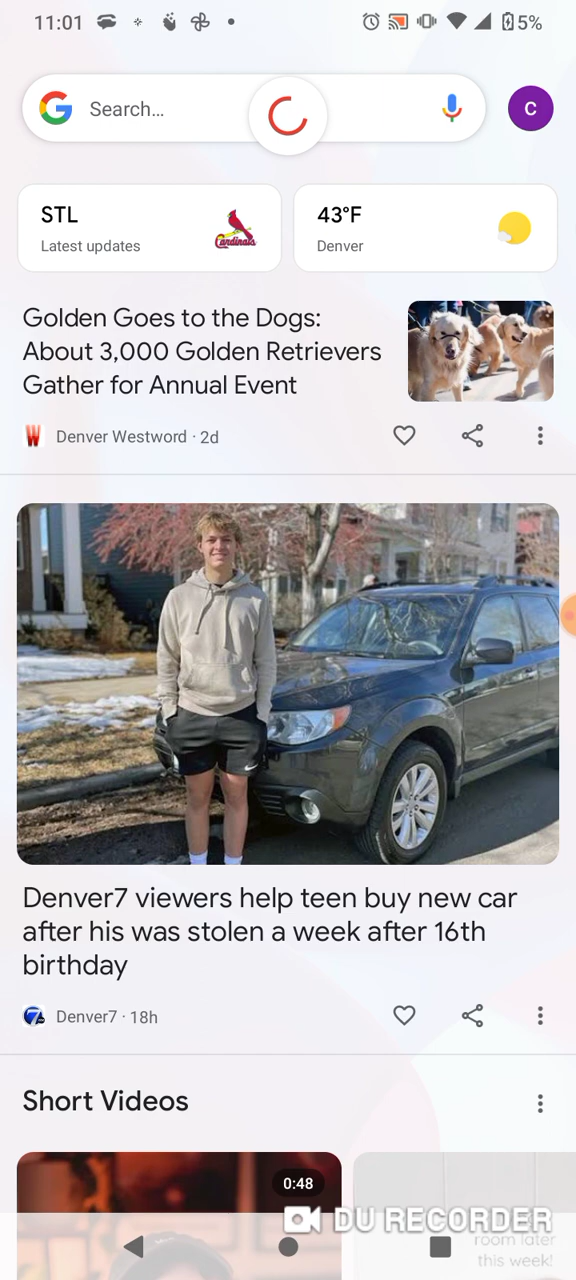 11:01
5%
Search...
C
STL
Latest updates
Cardinals
43°F
Denver
Golden Goes to the Dogs:
About 3,000 Golden Retrievers
Gather for Annual Event
Denver Westword · 2d
Denver7 viewers help teen buy new car
after his was stolen a week after 16th
birthday
Denver7 · 18h
Short Videos
0:48
DU RECORDER
room later
this week!